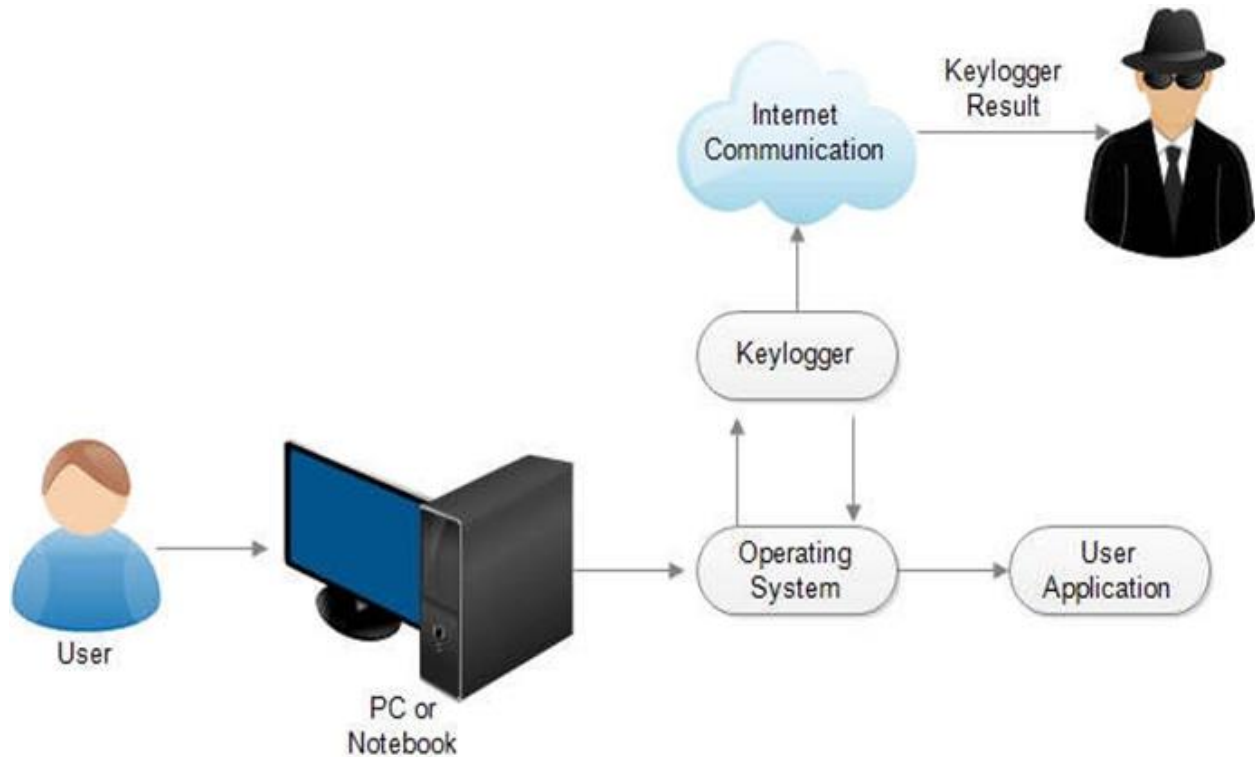 Internet
Communication
Keylogger
Result
Keylogger
Operating
System
User
Application
User
PC or
Notebook